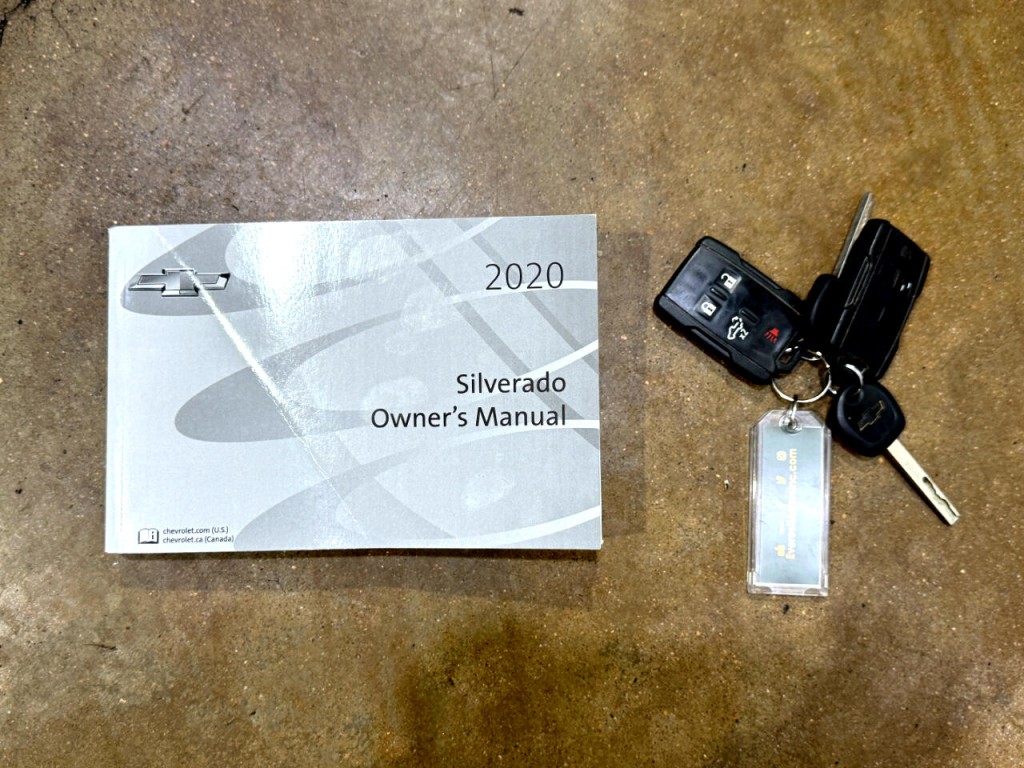 2020
Silverado
Owner's Manual
chevrolet.com (U.S.)
chevrolet.ca (Canada)